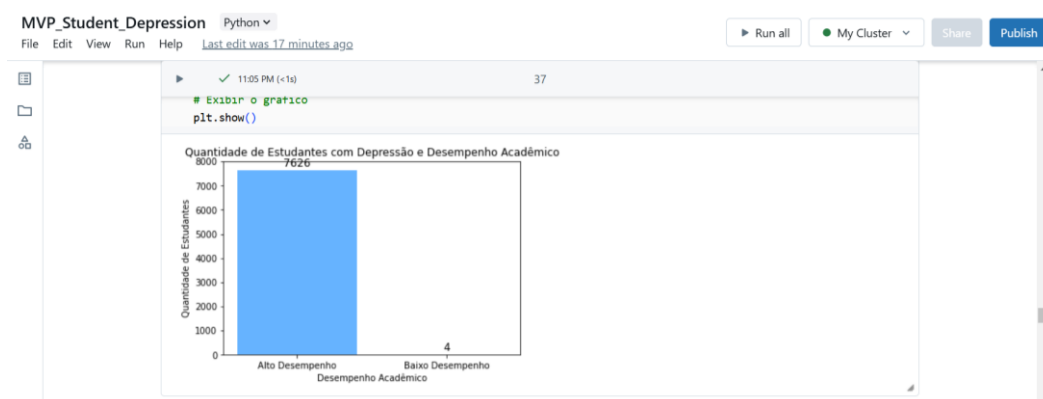 MVP_Student_Depression Python
File Edit View Run Help Last edit was 17 minutes ago
Run all My Cluster Share Publish
11:05 PM (<1s) 37
# Exibir o gráfico
plt.show()
Quantidade de Estudantes com Depressão e Desempenho Acadêmico
8000
7626
7000
6000
5000
4000
3000
2000
1000
0
Quantidade de Estudantes
4
Alto Desempenho Baixo Desempenho
Desempenho Acadêmico